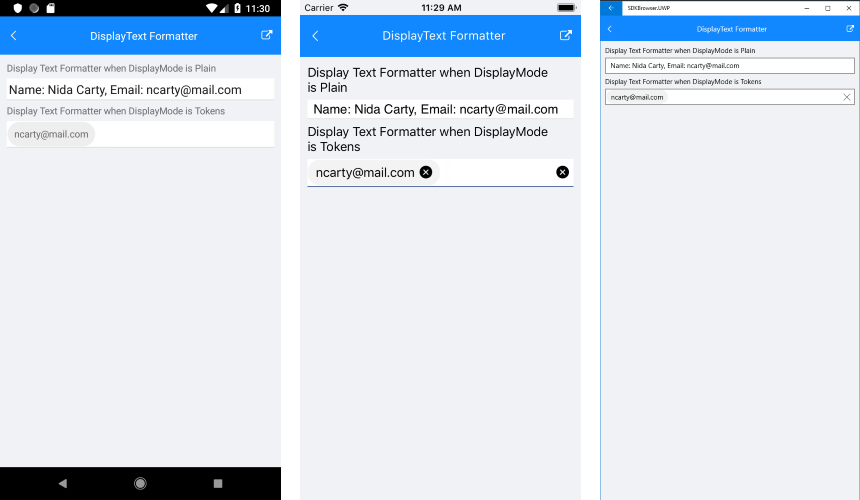 11:30
DisplayText Formatter
Display Text Formatter when DisplayMode is Plain
Name: Nida Carty, Email: ncarty@mail.com
Display Text Formatter when DisplayMode is Tokens
ncarty@mail.com
Carrier
11:29 AM
DisplayText Formatter
Display Text Formatter when DisplayMode
is Plain
Name: Nida Carty, Email: ncarty@mail.com
Display Text Formatter when DisplayMode
is Tokens
ncarty@mail.com
SDKBrowser.UWP
DisplayText Formatter
Display Text Formatter when DisplayMode is Plain
Name: Nida Carty, Email: ncarty@mail.com
Display Text Formatter when DisplayMode is Tokens
ncarty@mail.com